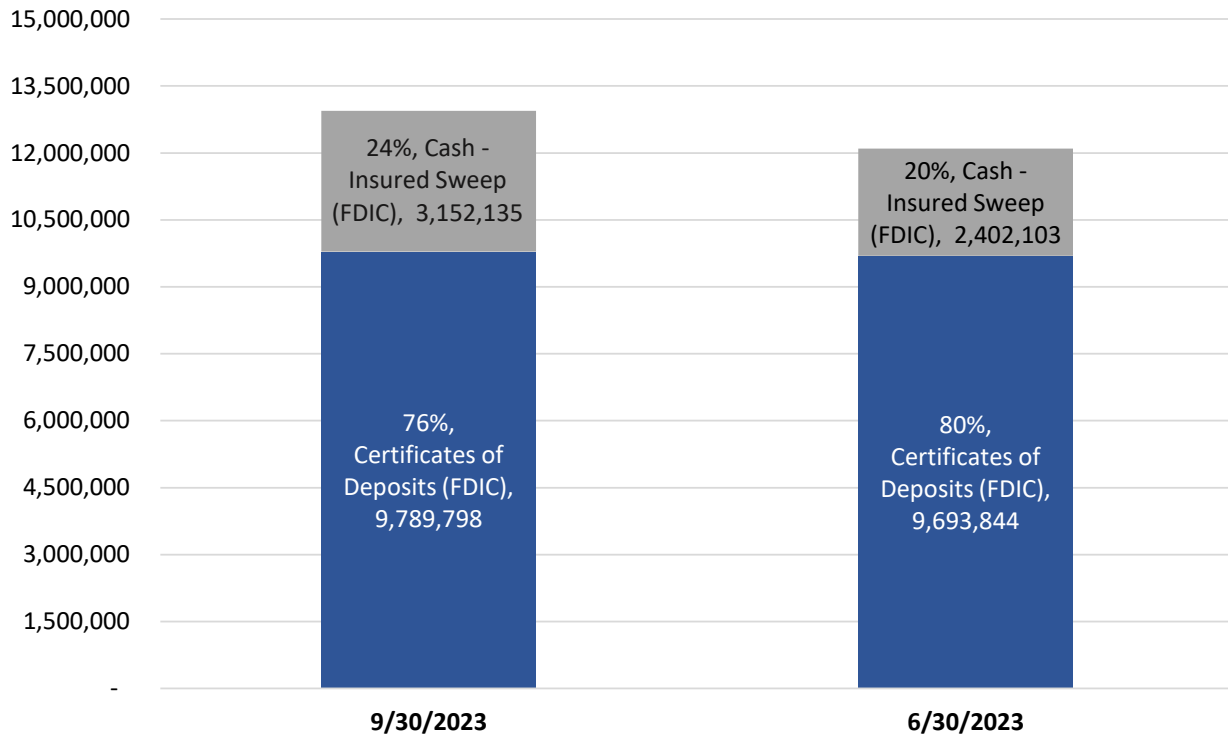 15,000,000
13,500,000
12,000,000
10,500,000
9,000,000
7,500,000
6,000,000
4,500,000
3,000,000
1,500,000
-
24%, Cash -
Insured Sweep
(FDIC), 3,152,135
76%,
Certificates of
Deposits (FDIC),
9,789,798
20%, Cash -
Insured Sweep
(FDIC), 2,402,103
80%,
Certificates of
Deposits (FDIC),
9,693,844
9/30/2023
6/30/2023